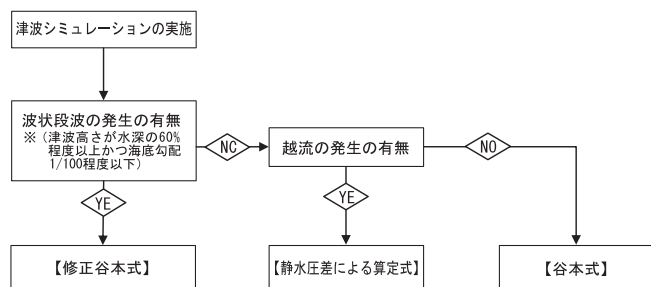 津波シミュレーションの実施
波状段波の発生の有無
※（津波高さが水深の60%
程度以上かつ海底勾配
1/100程度以下）
NC
越流の発生の有無
NO
YE
YE
【修正谷本式】
【静水圧差による算定式】
【谷本式】